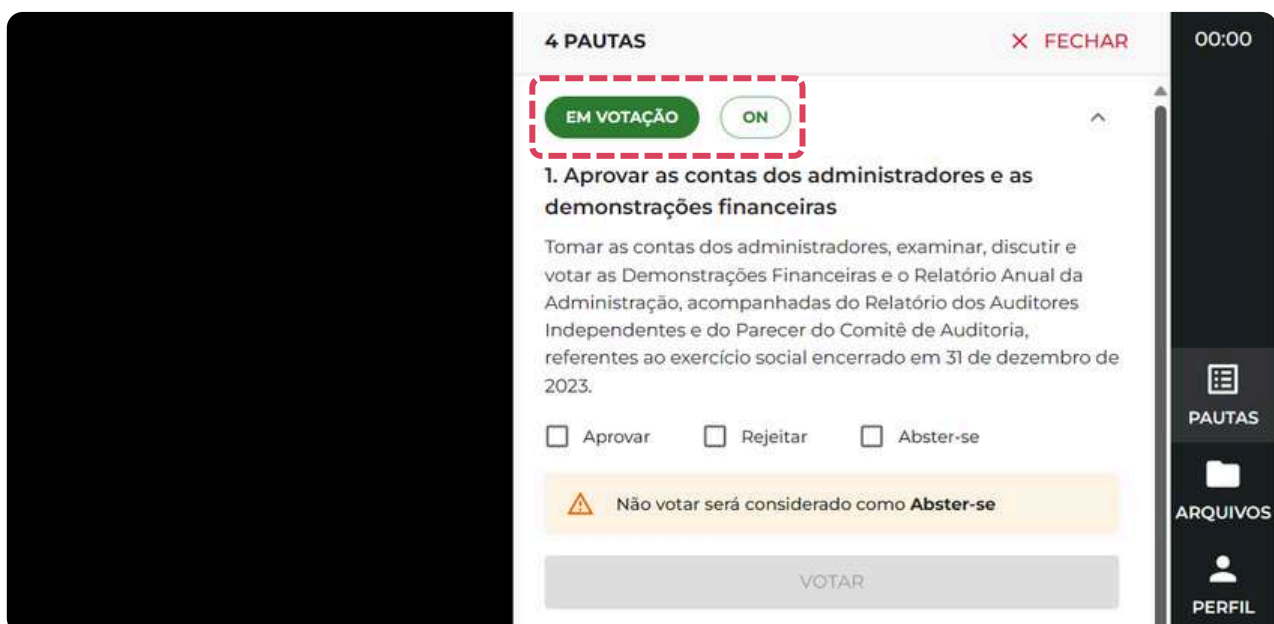 4 PAUTAS
FECHAR
00:00
EM VOTAÇÃO
ON
1. Aprovar as contas dos administradores e as
demonstrações financeiras
Tomar as contas dos administradores, examinar, discutir e
votar as Demonstrações Financeiras e o Relatório Anual da
Administração, acompanhadas do Relatório dos Auditores
Independentes e do Parecer do Comitê de Auditoria,
referentes ao exercício social encerrado em 31 de dezembro de
2023.
Aprovar
Rejeitar
Abster-se
Não votar será considerado como Abster-se
VOTAR
PAUTAS
ARQUIVOS
PERFIL